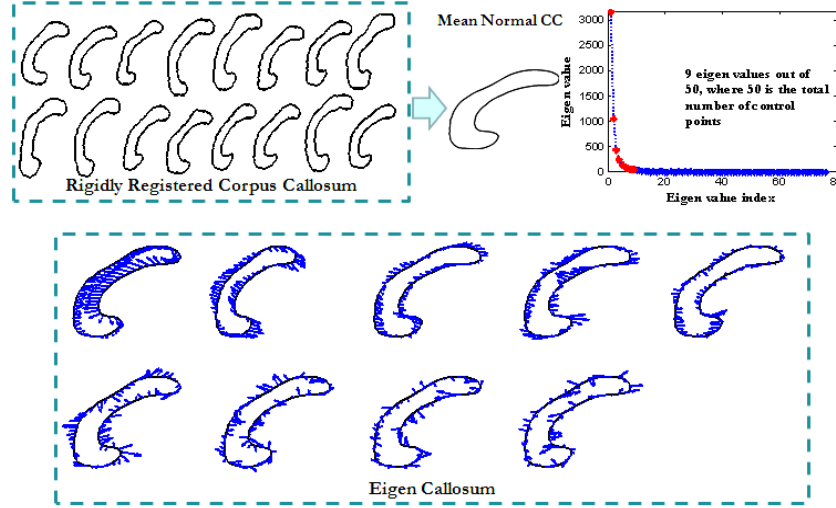 Mean Normal CC
Rigidly Registered Corpus Callosum
3000
2500
2000
1500
1000
500
0
Eigen value
9 eigen values out of
50, where 50 is the total
number of control
points
0 20 40 60 80
Eigen value index
Eigen Callosum